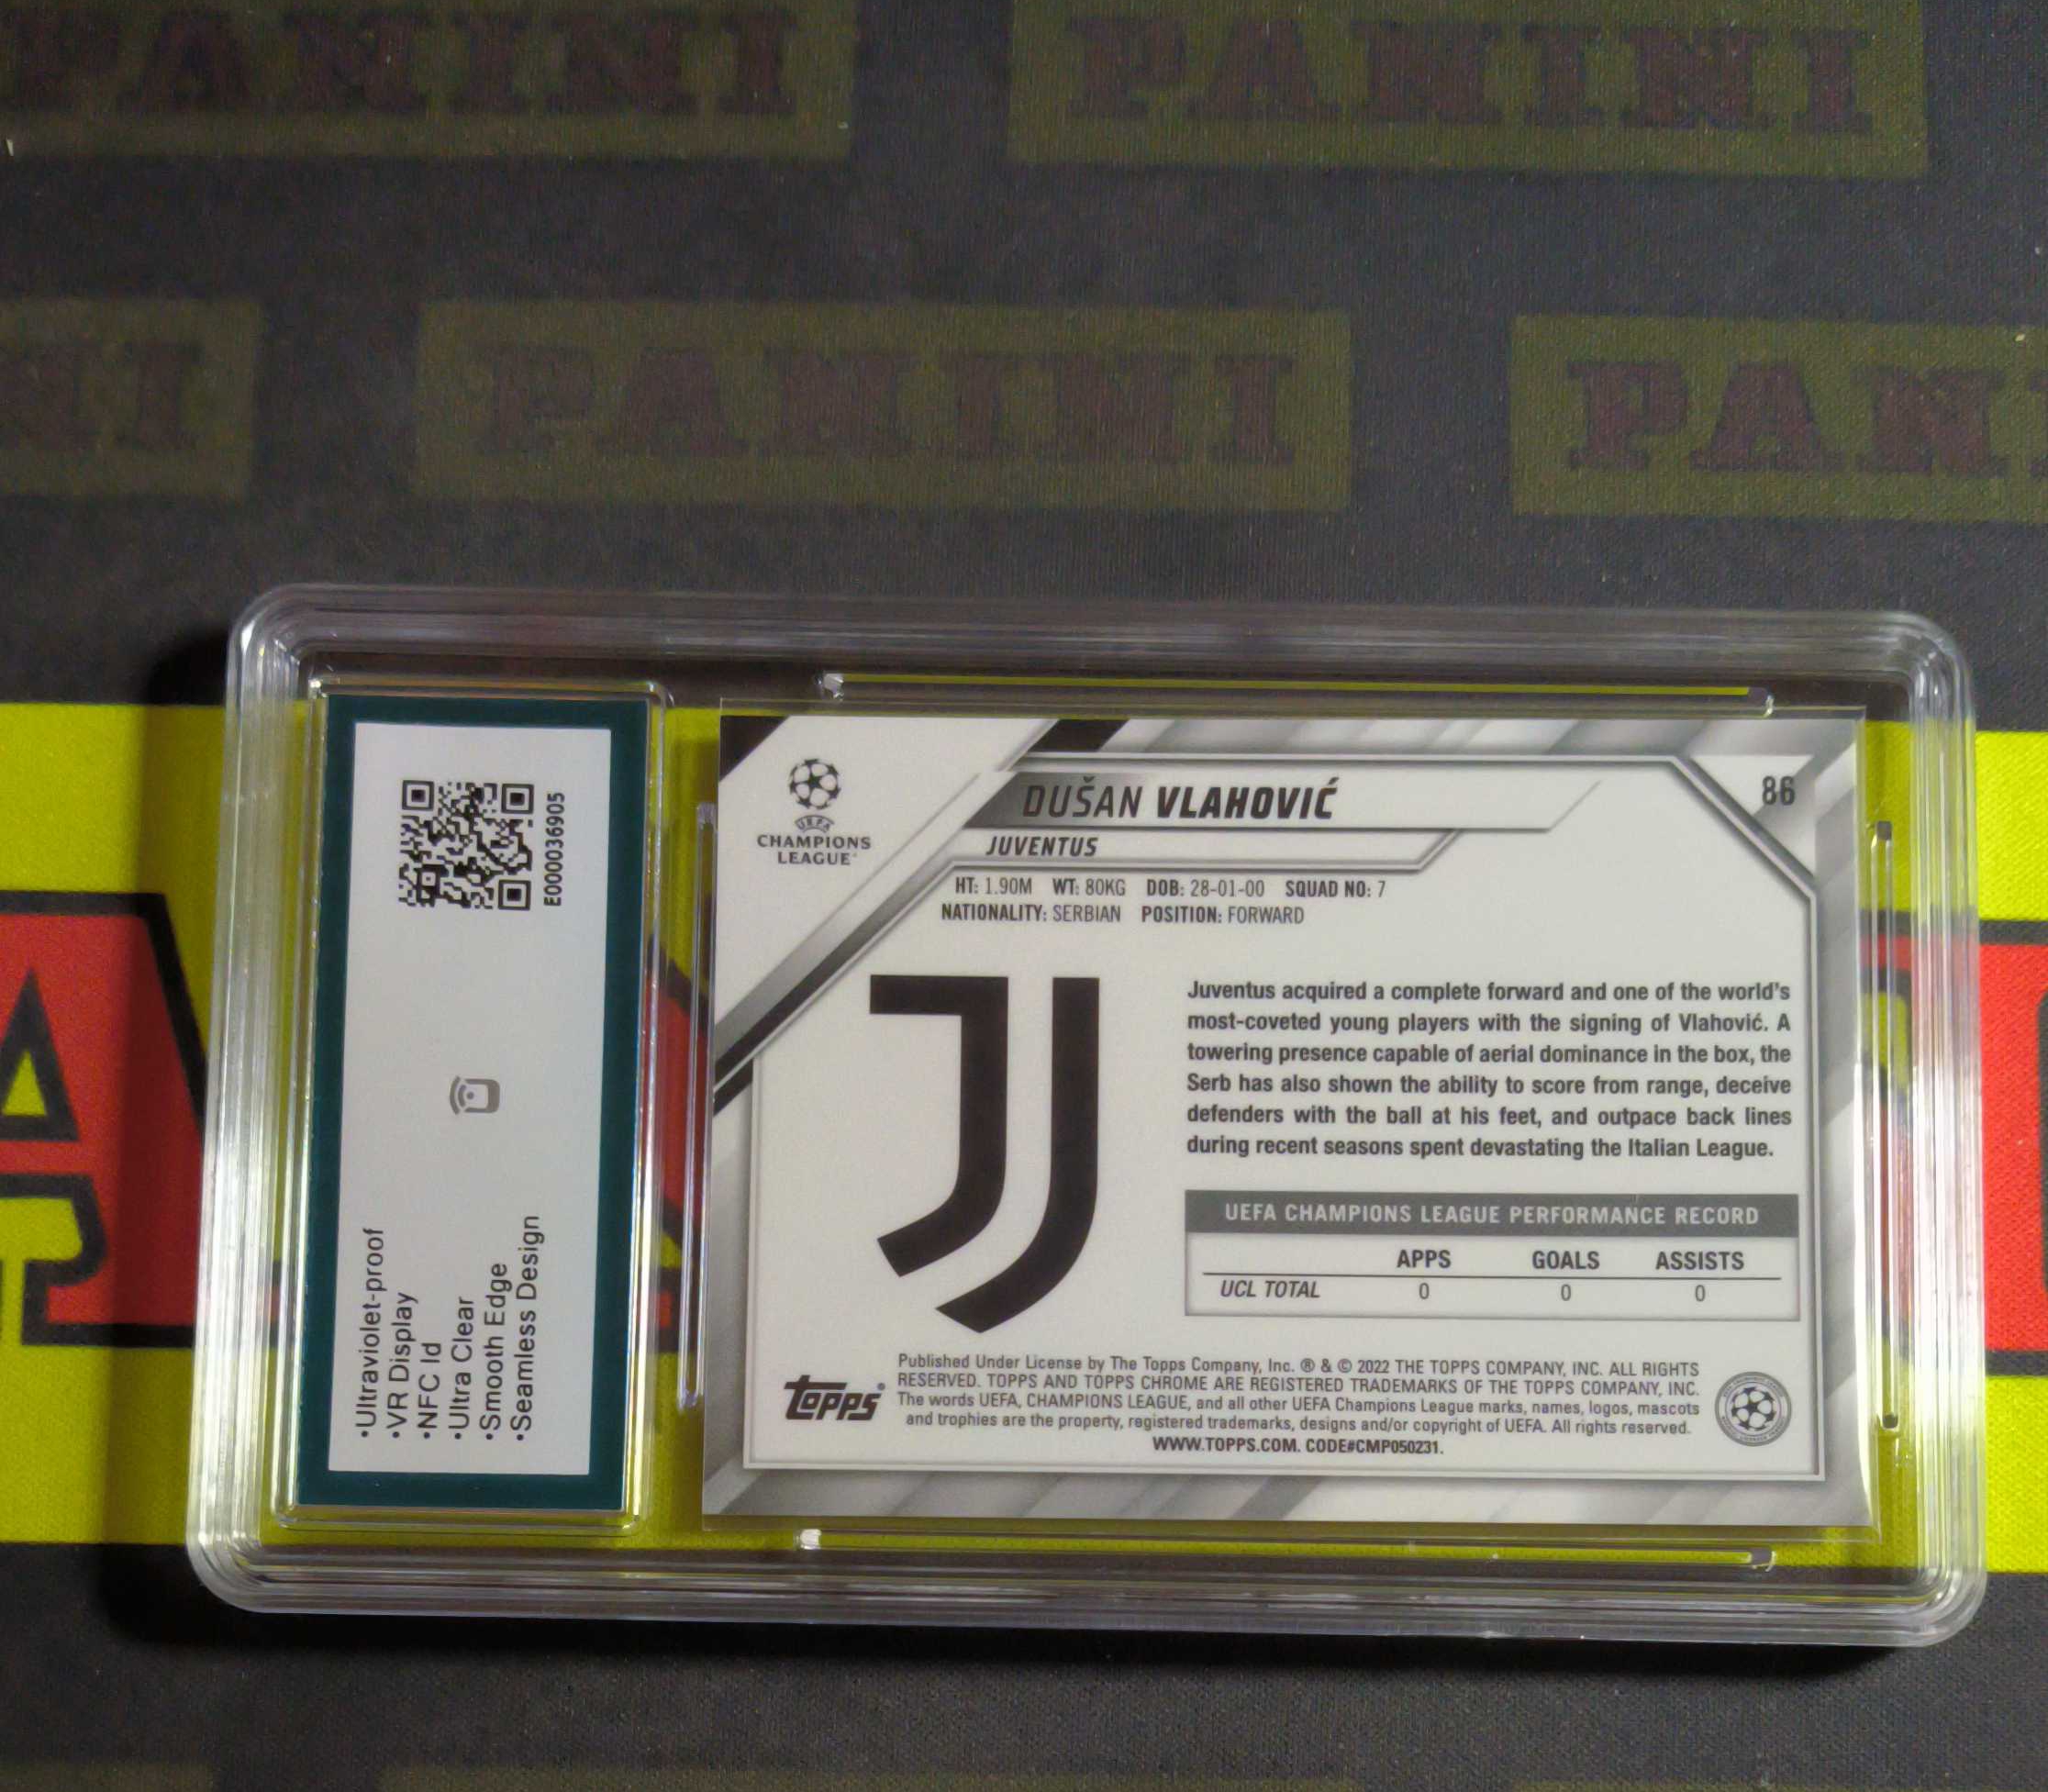 PANINI PANINI
NI PANINI PANI
•Ultraviolet-proof
•VR Display
•NFC Id
•Ultra Clear
•Smooth Edge
•Seamless Design
E000036905
UEFA
CHAMPIONS
LEAGUE
DUŠAN VLAHOVIĆ
86
JUVENTUS
HT: 1.90M WT: 80KG DOB: 28-01-00 SQUAD NO: 7
NATIONALITY: SERBIAN POSITION: FORWARD
Juventus acquired a complete forward and one of the world's
most-coveted young players with the signing of Vlahović. A
towering presence capable of aerial dominance in the box, the
Serb has also shown the ability to score from range, deceive
defenders with the ball at his feet, and outpace back lines
during recent seasons spent devastating the Italian League.
UEFA CHAMPIONS LEAGUE PERFORMANCE RECORD
APPS GOALS ASSISTS
UCL TOTAL 0 0 0
topps®
Published Under License by The Topps Company, Inc. ® & © 2022 THE TOPPS COMPANY, INC. ALL RIGHTS
RESERVED. TOPPS AND TOPPS CHROME ARE REGISTERED TRADEMARKS OF THE TOPPS COMPANY, INC.
The words UEFA, CHAMPIONS LEAGUE, and all other UEFA Champions League marks, names, logos, mascots
and trophies are the property, registered trademarks, designs and/or copyright of UEFA. All rights reserved.
WWW.TOPPS.COM. CODE#CMP050231.